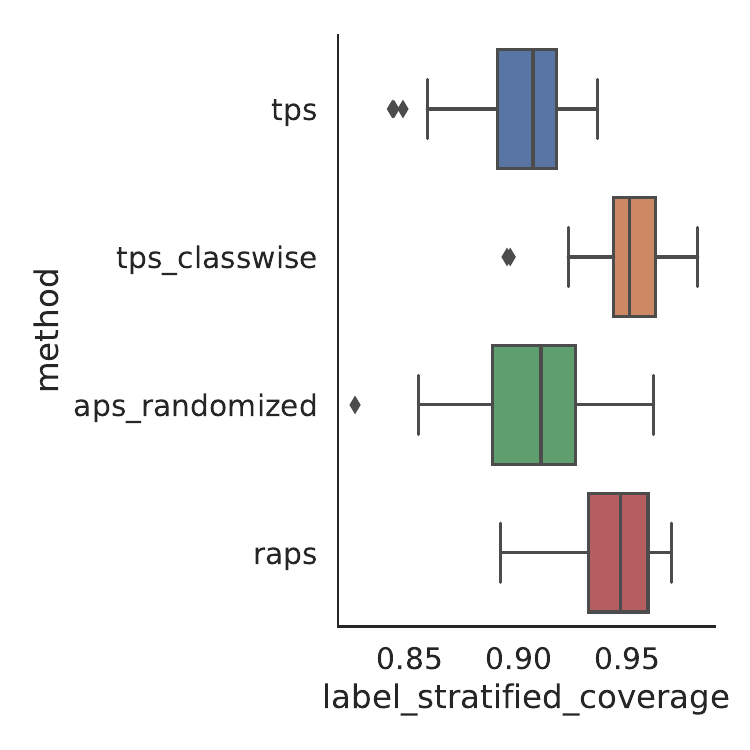 tps
tps_classwise
aps_randomized
raps
method
0.85 0.90 0.95
label_stratified_coverage